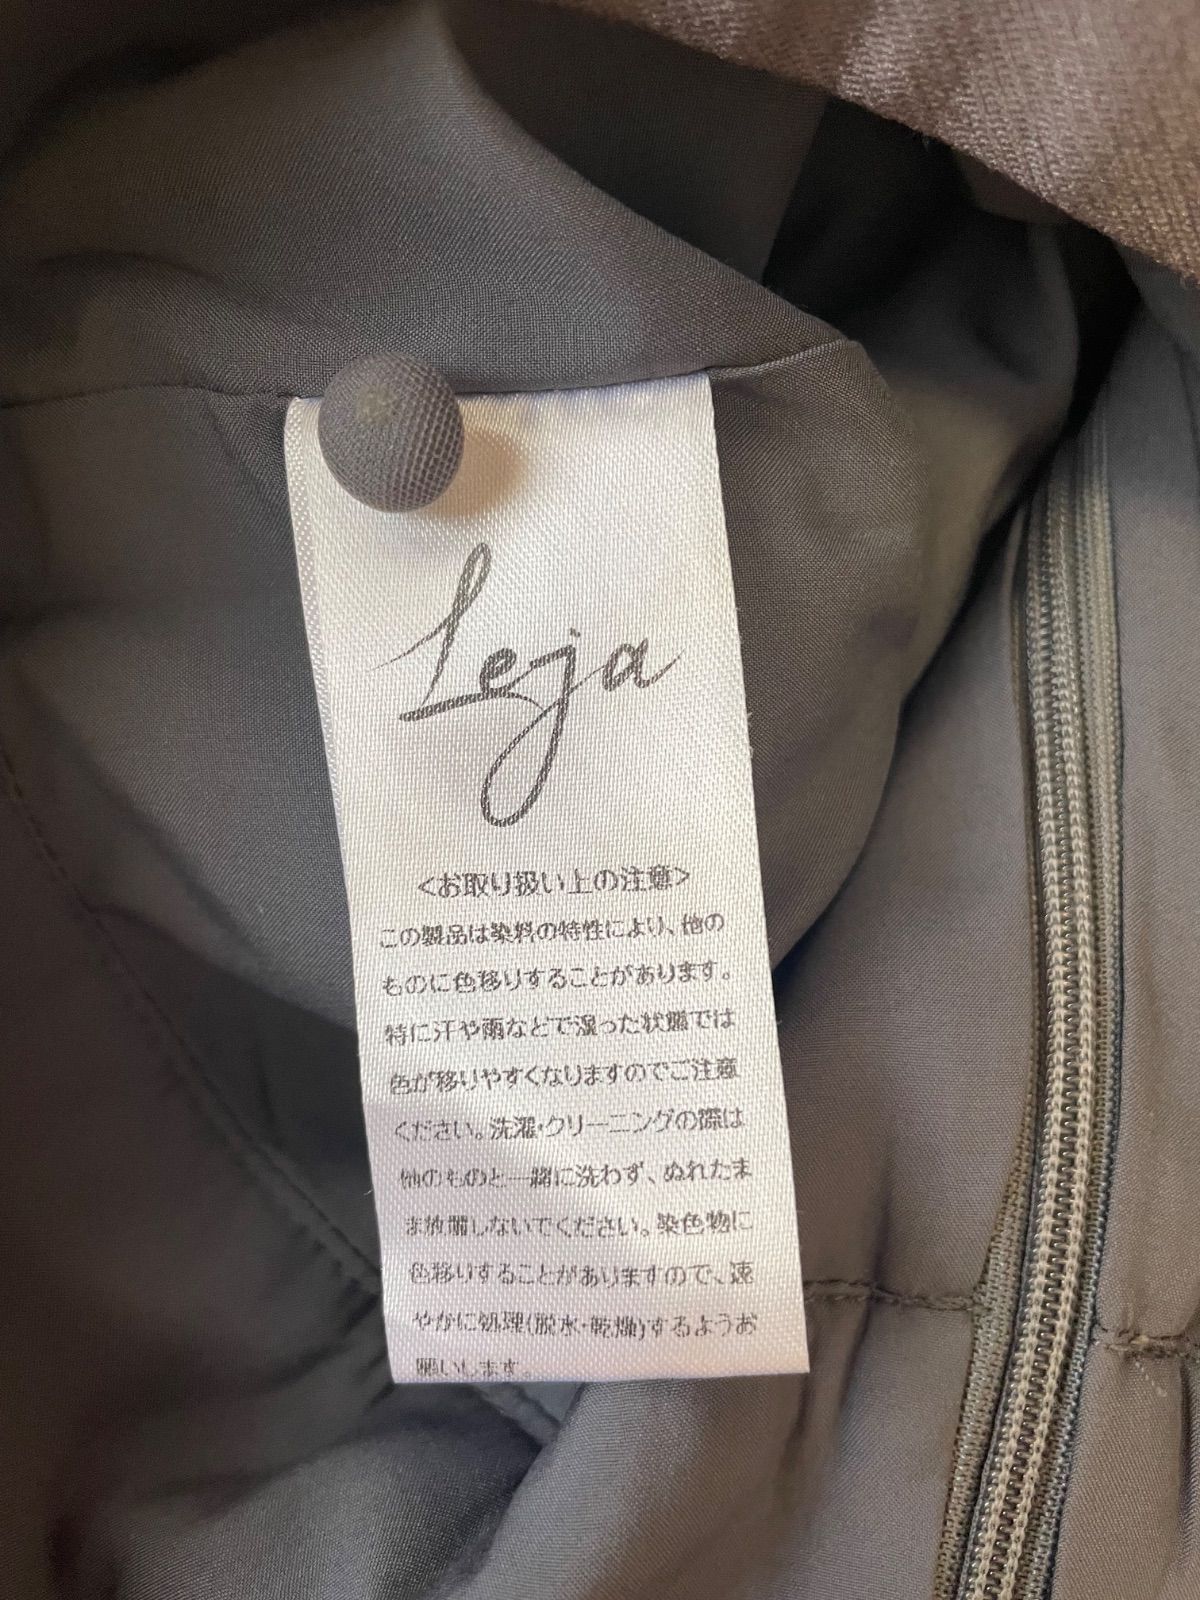 Leja
<お取り扱い上の注意>
この製品は染料の特性により、他の
ものに色移りすることがあります。
特に汗や雨などで湿った状態では
色が移りやすくなりますのでご注意
ください。洗濯・クリーニングの際は
他のものと一緒に洗わず、ぬれたま
ま放置しないでください。染色物に
色移りすることがありますので、速
やかに処理(脱水・乾燥)するようお
願いします。